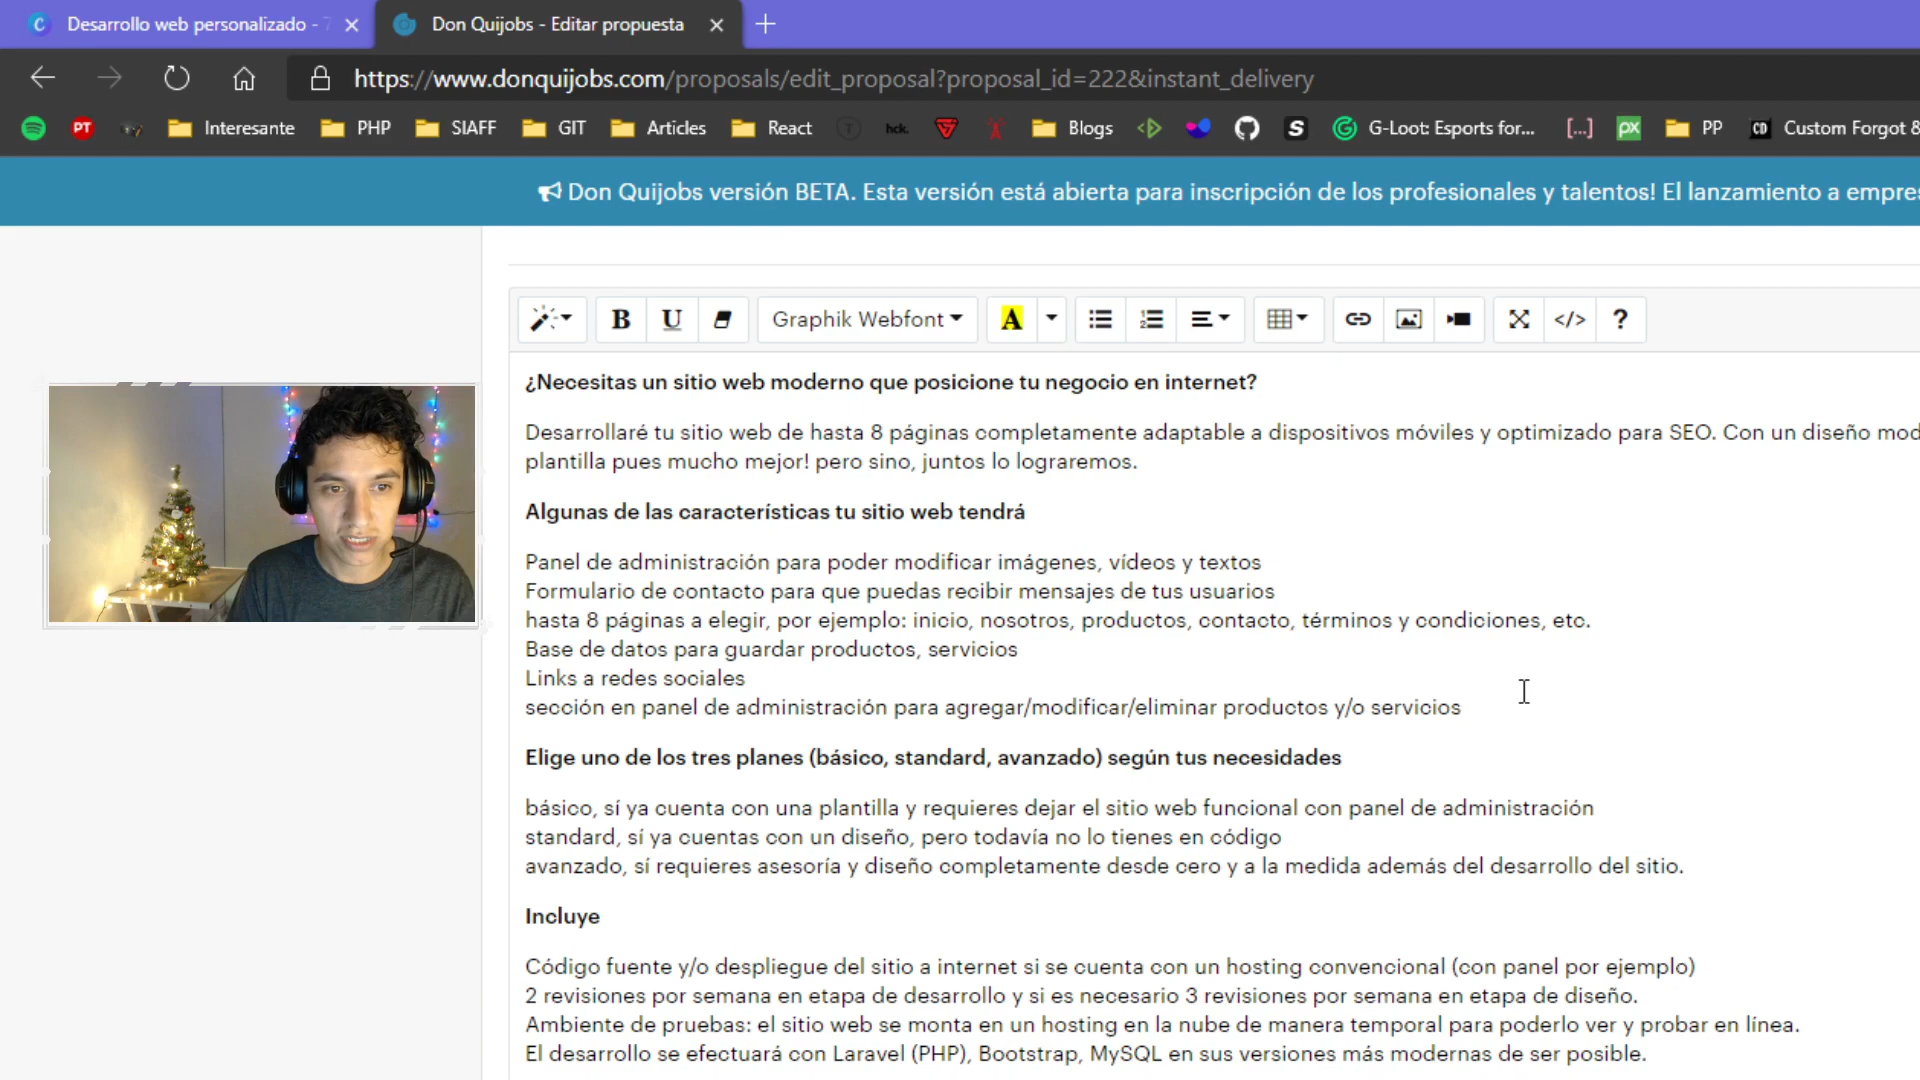 Desarrollo web personalizado -
Don Quijobs - Editar propuesta
https://www.donquijobs.com/proposals/edit_proposal?proposal_id=222&instant_delivery
PT
Interesante
PHP
SIAFF
GIT
Articles
React
T
hck.
Blogs
S
G-Loot: Esports for...
[...]
px
PP
CD
Custom Forgot &
Don Quijobs versión BETA. Esta versión está abierta para inscripción de los profesionales y talentos! El lanzamiento a empre
B
U
Graphik Webfont
A
</>
?
¿Necesitas un sitio web moderno que posicione tu negocio en internet?
Desarrollaré tu sitio web de hasta 8 páginas completamente adaptable a dispositivos móviles y optimizado para SEO. Con un diseño mod
plantilla pues mucho mejor! pero sino, juntos lo lograremos.
Algunas de las características tu sitio web tendrá
Panel de administración para poder modificar imágenes, vídeos y textos
Formulario de contacto para que puedas recibir mensajes de tus usuarios
hasta 8 páginas a elegir, por ejemplo: inicio, nosotros, productos, contacto, términos y condiciones, etc.
Base de datos para guardar productos, servicios
Links a redes sociales
sección en panel de administración para agregar/modificar/eliminar productos y/o servicios
Elige uno de los tres planes (básico, standard, avanzado) según tus necesidades
básico, sí ya cuenta con una plantilla y requieres dejar el sitio web funcional con panel de administración
standard, sí ya cuentas con un diseño, pero todavía no lo tienes en código
avanzado, sí requieres asesoría y diseño completamente desde cero y a la medida además del desarrollo del sitio.
Incluye
Código fuente y/o despliegue del sitio a internet si se cuenta con un hosting convencional (con panel por ejemplo)
2 revisiones por semana en etapa de desarrollo y si es necesario 3 revisiones por semana en etapa de diseño.
Ambiente de pruebas: el sitio web se monta en un hosting en la nube de manera temporal para poderlo ver y probar en línea.
El desarrollo se efectuará con Laravel (PHP), Bootstrap, MySQL en sus versiones más modernas de ser posible.